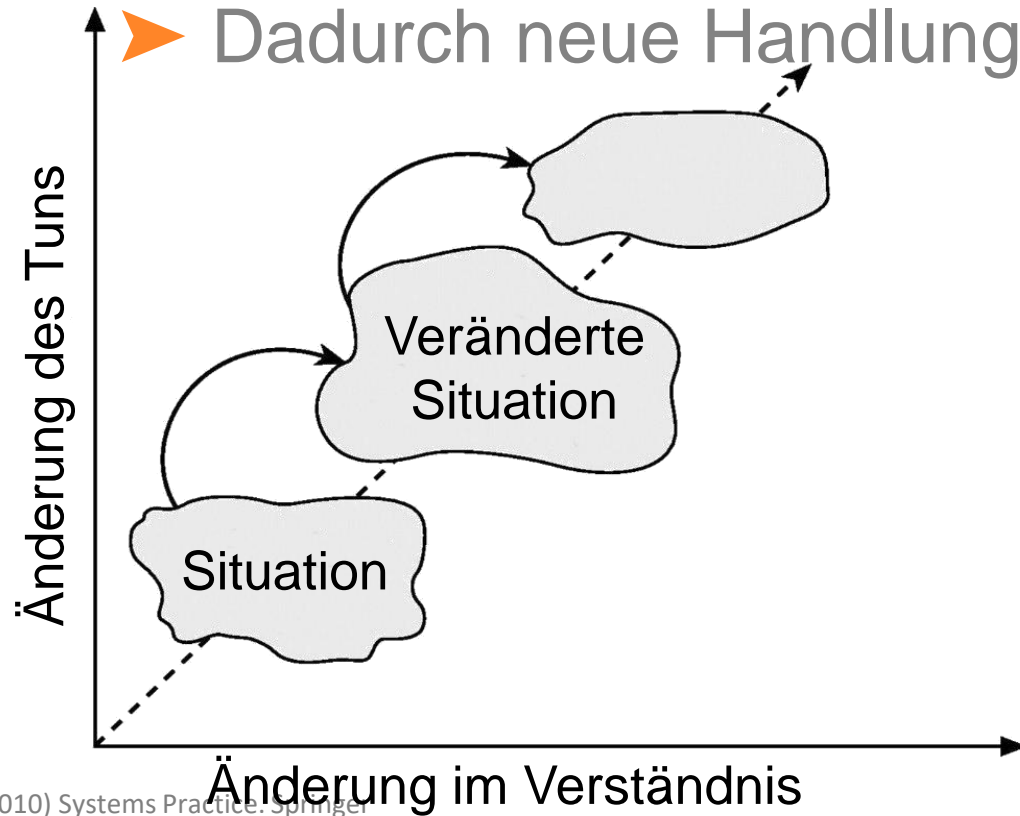 Dadurch neue Handlung
Änderung des Tuns
Veränderte
Situation
Situation
Änderung im Verständnis
010) Systems Practice. Springer